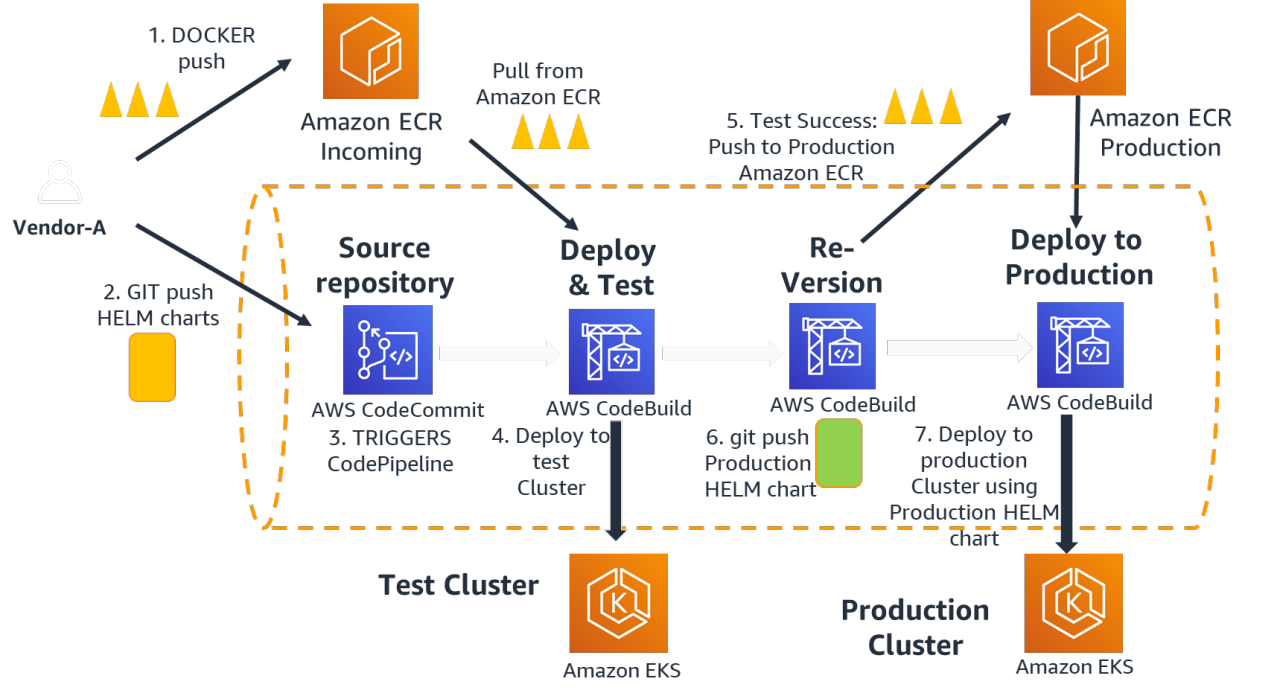 1. DOCKER
push
Amazon ECR
Incoming
Pull from
Amazon ECR
5. Test Success:
Push to Production
Amazon ECR
Amazon ECR
Production
Vendor-A
2. GIT push
HELM charts
Source
repository
Deploy
& Test
Re-
Version
Deploy to
Production
AWS CodeCommit
AWS CodeBuild
AWS CodeBuild
AWS CodeBuild
3. TRIGGERS
CodePipeline
4. Deploy to
test
Cluster
6. git push
Production
HELM chart
7. Deploy to
production
Cluster using
Production HELM
chart
Test Cluster
K
Amazon EKS
Production
Cluster
K
Amazon EKS